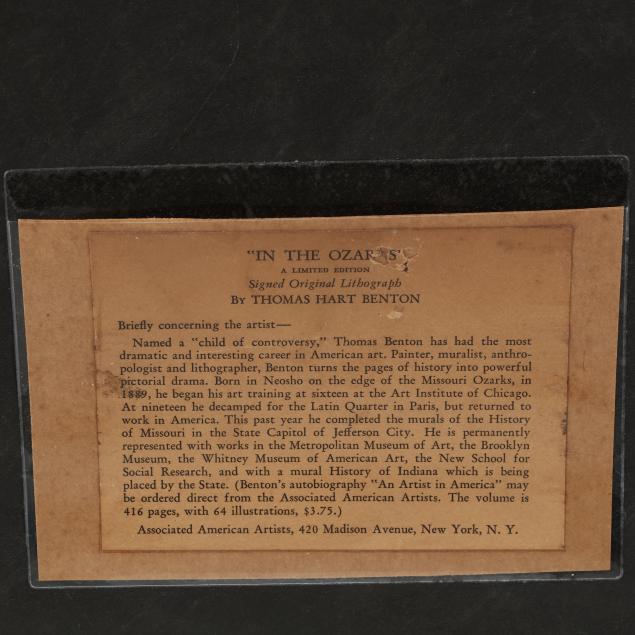 "IN THE OZARKS"
A LIMITED EDITION
Signed Original Lithograph
By THOMAS HART BENTON
Briefly concerning the artist—
Named a "child of controversy," Thomas Benton has had the most
dramatic and interesting career in American art. Painter, muralist, anthro-
pologist and lithographer, Benton turns the pages of history into powerful
pictorial drama. Born in Neosho on the edge of the Missouri Ozarks, in
1889, he began his art training at sixteen at the Art Institute of Chicago.
At nineteen he decamped for the Latin Quarter in Paris, but returned to
work in America. This past year he completed the murals of the History
of Missouri in the State Capitol of Jefferson City. He is permanently
represented with works in the Metropolitan Museum of Art, the Brooklyn
Museum, the Whitney Museum of American Art, the New School for
Social Research, and with a mural History of Indiana which is being
placed by the State. (Benton's autobiography "An Artist in America" may
be ordered direct from the Associated American Artists. The volume is
416 pages, with 64 illustrations, $3.75.)
Associated American Artists, 420 Madison Avenue, New York, N. Y.